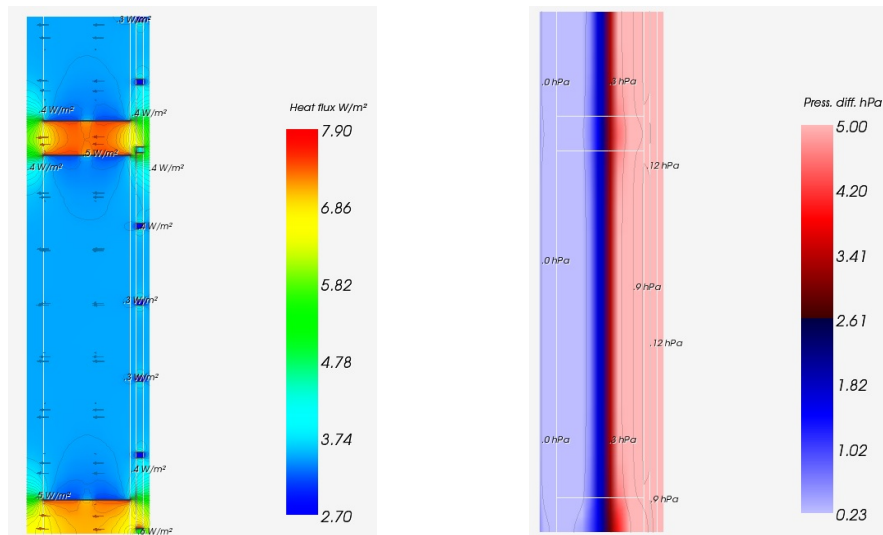 .3 W/m²
.4 W/m²
.4 W/m²
.5 W/m²
.4 W/m²
.4 W/m²
W/m²
.3 W/m²
.3 W/m²
.4 W/m²
.5 W/m²
W/m²
Heat flux W/m²
7.90
6.86
5.82
4.78
3.74
2.70
.0 hPa
.3 hPa
.12 hPa
.0 hPa
.9 hPa
.12 hPa
.0 hPa
.3 hPa
.9 hPa
Press. diff. hPa
5.00
4.20
3.41
2.61
1.82
1.02
0.23